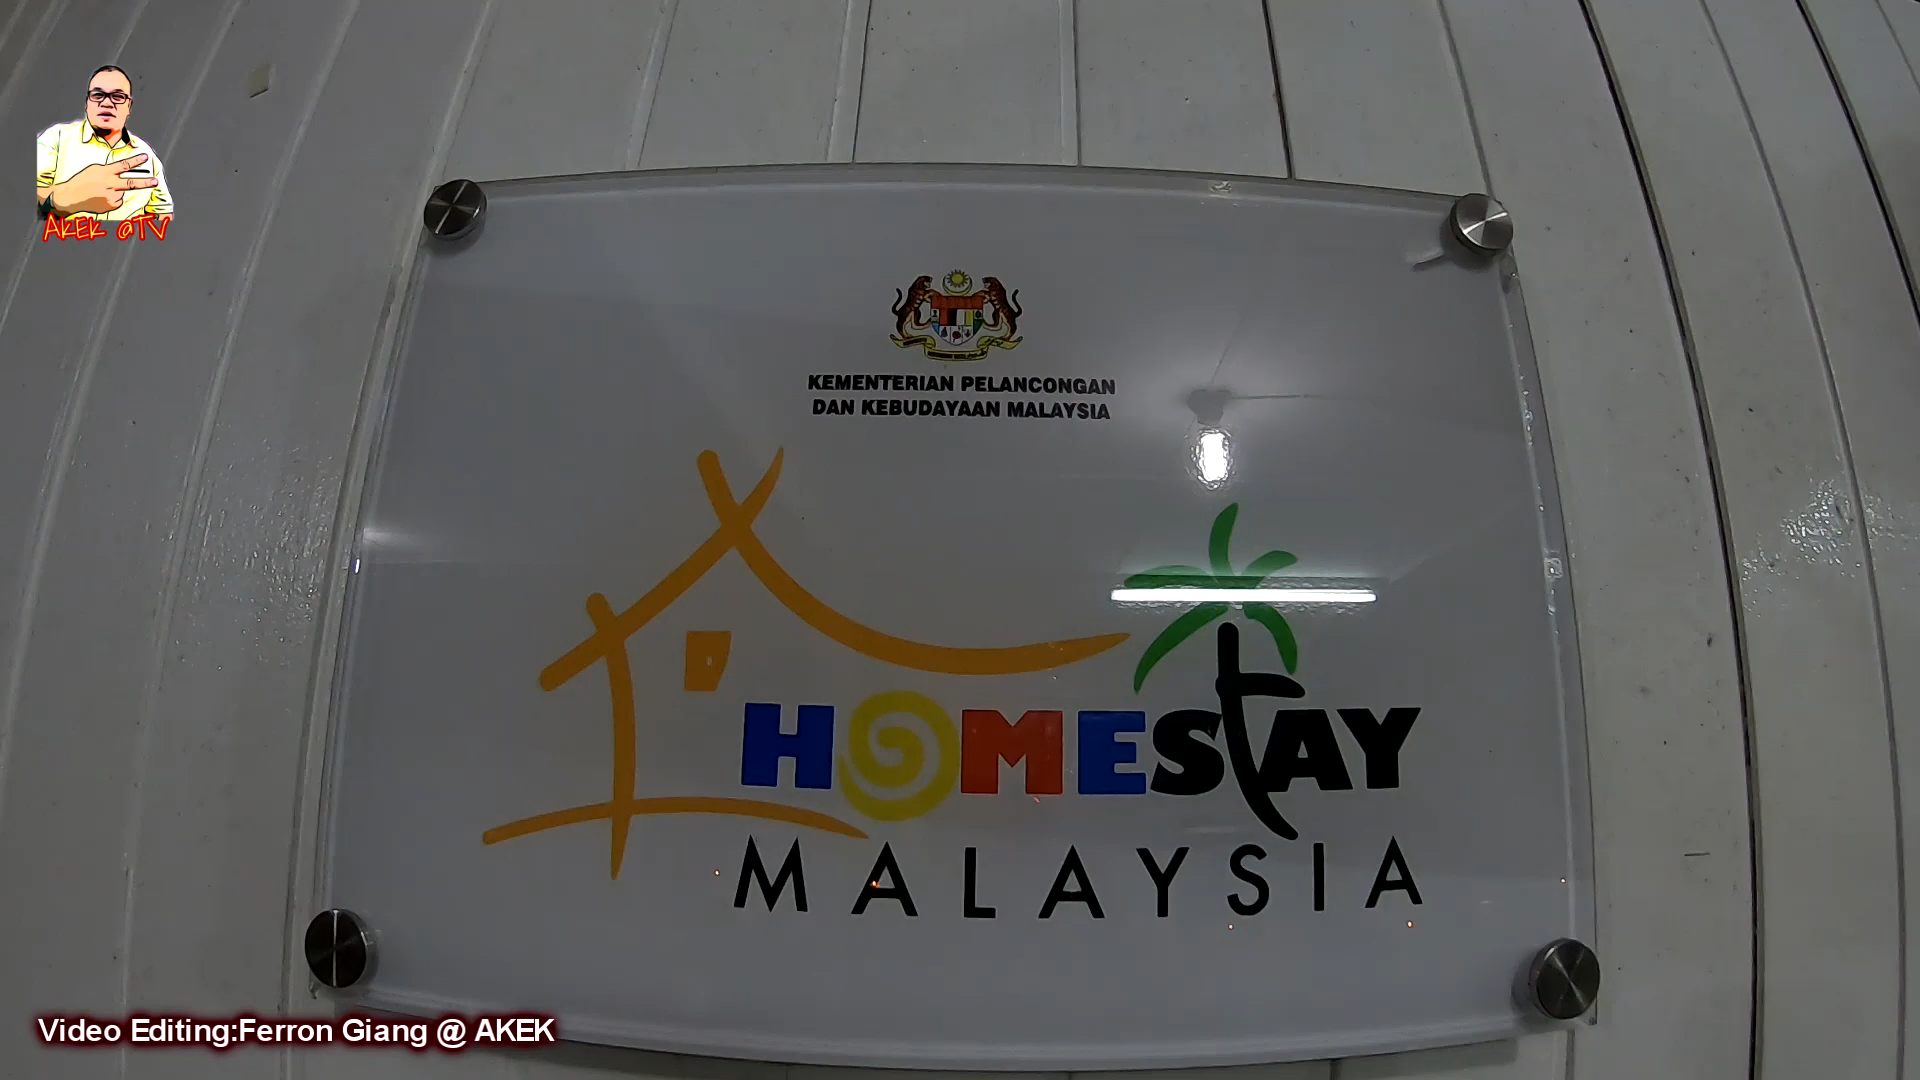 AKEK @TV
KEMENTERIAN PELANCONGAN
DAN KEBUDAYAAN MALAYSIA
HOMESTAY
MALAYSIA
Video Editing:Ferron Giang @ AKEK